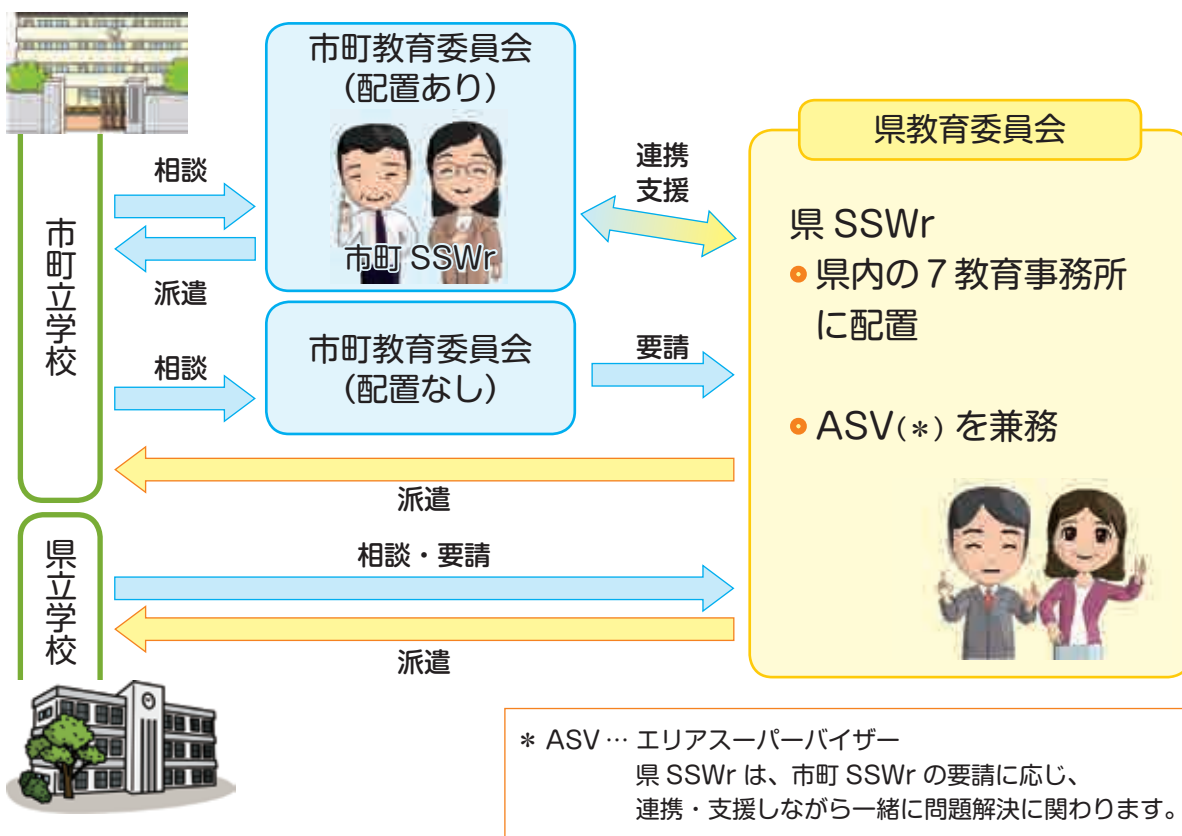 市町教育委員会
（配置あり）
市町 SSWr
市町立学校
相談
派遣
連携
支援
市町教育委員会
（配置なし）
相談
要請
派遣
県教育委員会
県 SSWr
県内の７教育事務所
に配置
ASV(＊) を兼務
県立学校
相談・要請
派遣
＊ ASV … エリアスーパーバイザー
県 SSWr は、市町 SSWr の要請に応じ、
連携・支援しながら一緒に問題解決に関わります。